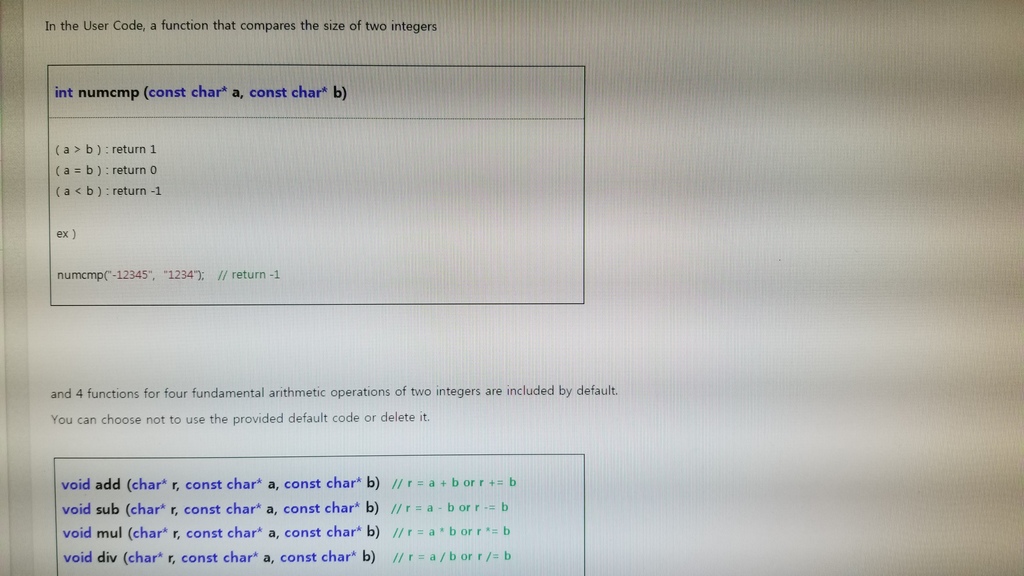 In the User Code, a function that compares the size of two integers
int numcmp (const char* a, const char* b)
( a > b ) : return 1
( a = b ) : return 0
( a < b ) : return -1
ex )
numcmp("-12345", "1234"); // return -1
and 4 functions for four fundamental arithmetic operations of two integers are included by default.
You can choose not to use the provided default code or delete it.
void add (char* r, const char* a, const char* b) // r = a + b or r += b
void sub (char* r, const char* a, const char* b) // r = a - b or r -= b
void mul (char* r, const char* a, const char* b) // r = a * b or r *= b
void div (char* r, const char* a, const char* b) // r = a / b or r /= b